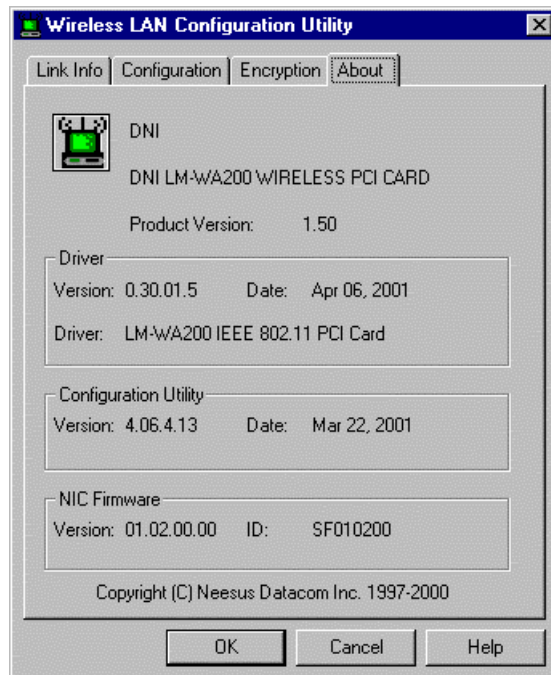 Wireless LAN Configuration Utility
Link Info Configuration Encryption About
DNI
DNI LM-WA200 WIRELESS PCI CARD
Product Version: 1.50
Driver
Version: 0.30.01.5 Date: Apr 06, 2001
Driver: LM-WA200 IEEE 802.11 PCI Card
Configuration Utility
Version: 4.06.4.13 Date: Mar 22, 2001
NIC Firmware
Version: 01.02.00.00 ID: SF010200
Copyright (C) Neesus Datacom Inc. 1997-2000
OK Cancel Help